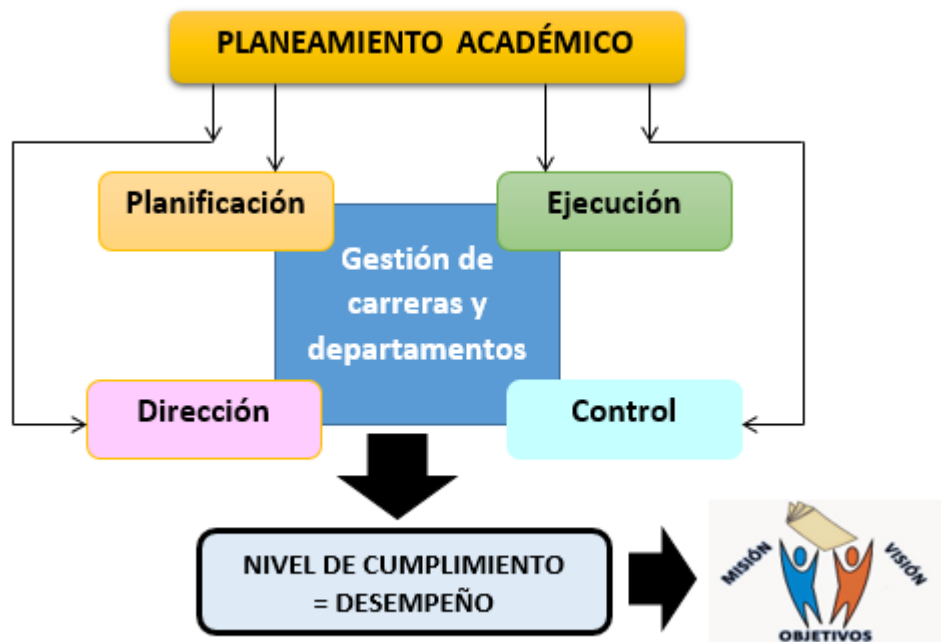 PLANEAMIENTO ACADÉMICO
Planificación
Ejecución
Gestión de
carreras y
departamentos
Dirección
Control
NIVEL DE CUMPLIMIENTO
= DESEMPEÑO
MISIÓN
VISIÓN
OBJETIVOS